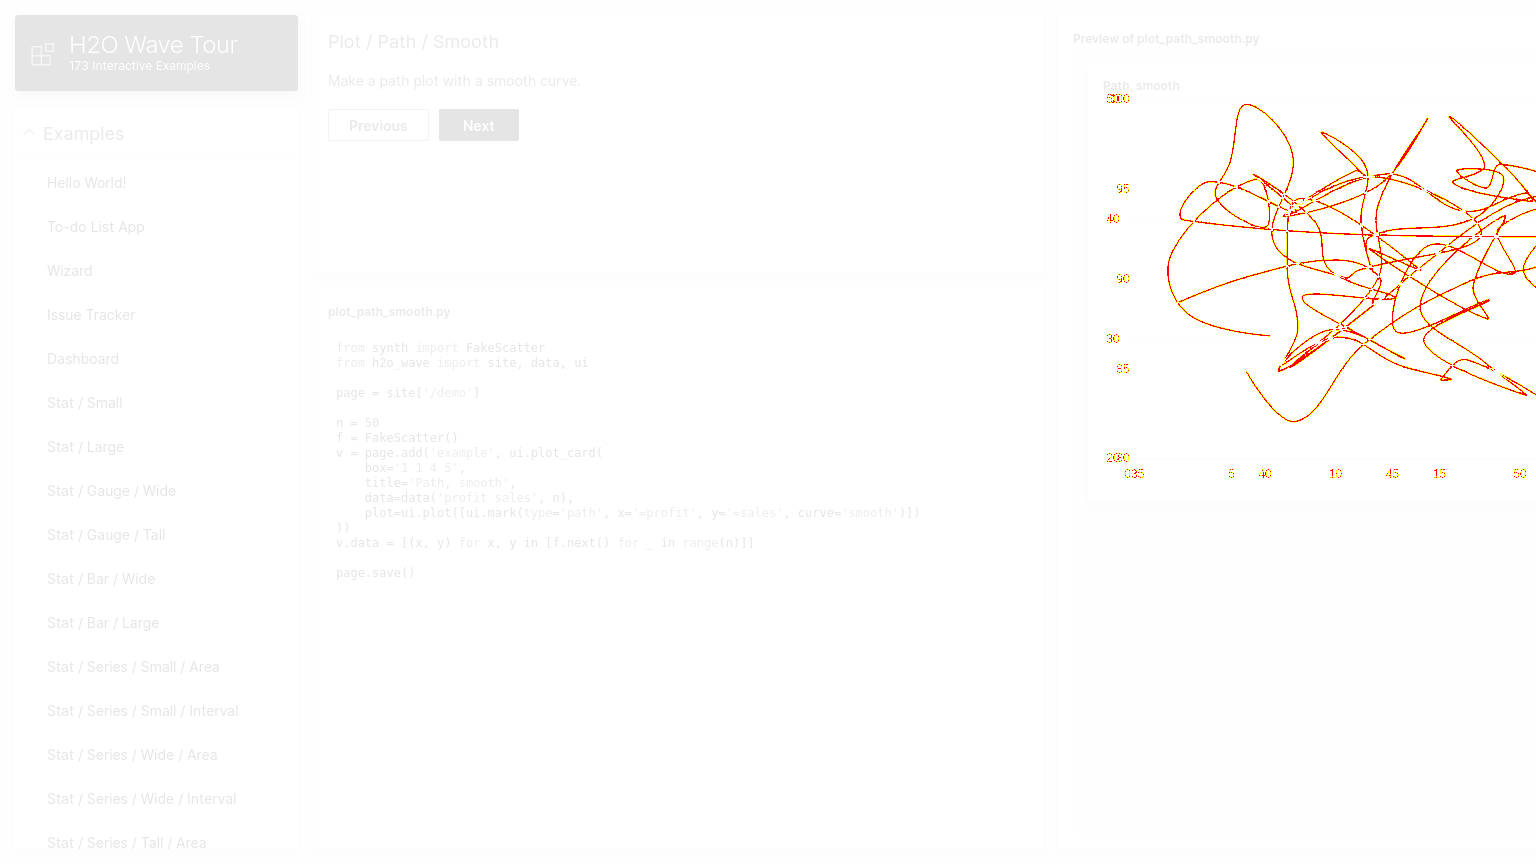 H2O Wave Tour
173 Interactive Examples
Examples
Hello World!
To-do List App
Wizard
Issue Tracker
Dashboard
Stat / Small
Stat / Large
Stat / Gauge / Wide
Stat / Gauge / Tall
Stat / Bar / Wide
Stat / Bar / Large
Stat / Series / Small / Area
Stat / Series / Small / Interval
Stat / Series / Wide / Area
Stat / Series / Wide / Interval
Stat / Series / Tall / Area
Plot / Path / Smooth
Make a path plot with a smooth curve.
Previous
Next
plot_path_smooth.py
from synth import FakeScatter
from h2o_wave import site, data, ui
page = site['/demo']
n = 50
f = FakeScatter()
v = page.add('example', ui.plot_card(
    box='1 1 4 5',
    title='Path, smooth',
    data=data('profit sales', n),
    plot=ui.plot([ui.mark(type='path', x='=profit', y='=sales', curve='smooth')])
))
v.data = [(x, y) for x, y in [f.next() for _ in range(n)]]
page.save()
Preview of plot_path_smooth.py
Path, smooth
95
40
90
30
85
5 40 10 45 15 50